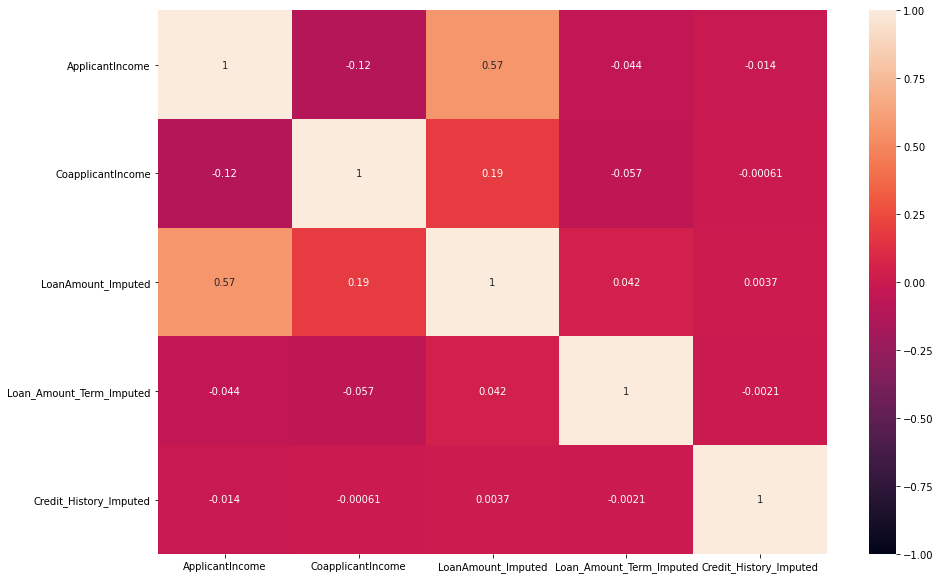 ApplicantIncome 1 -0.12 0.57 -0.044 -0.014
CoapplicantIncome -0.12 1 0.19 -0.057 -0.00061
LoanAmount_Imputed 0.57 0.19 1 0.042 0.0037
Loan_Amount_Term_Imputed -0.044 -0.057 0.042 1 -0.0021
Credit_History_Imputed -0.014 -0.00061 0.0037 -0.0021 1
ApplicantIncome CoapplicantIncome LoanAmount_Imputed Loan_Amount_Term_Imputed Credit_History_Imputed
1.00
0.75
0.50
0.25
0.00
−0.25
−0.50
−0.75
−1.00